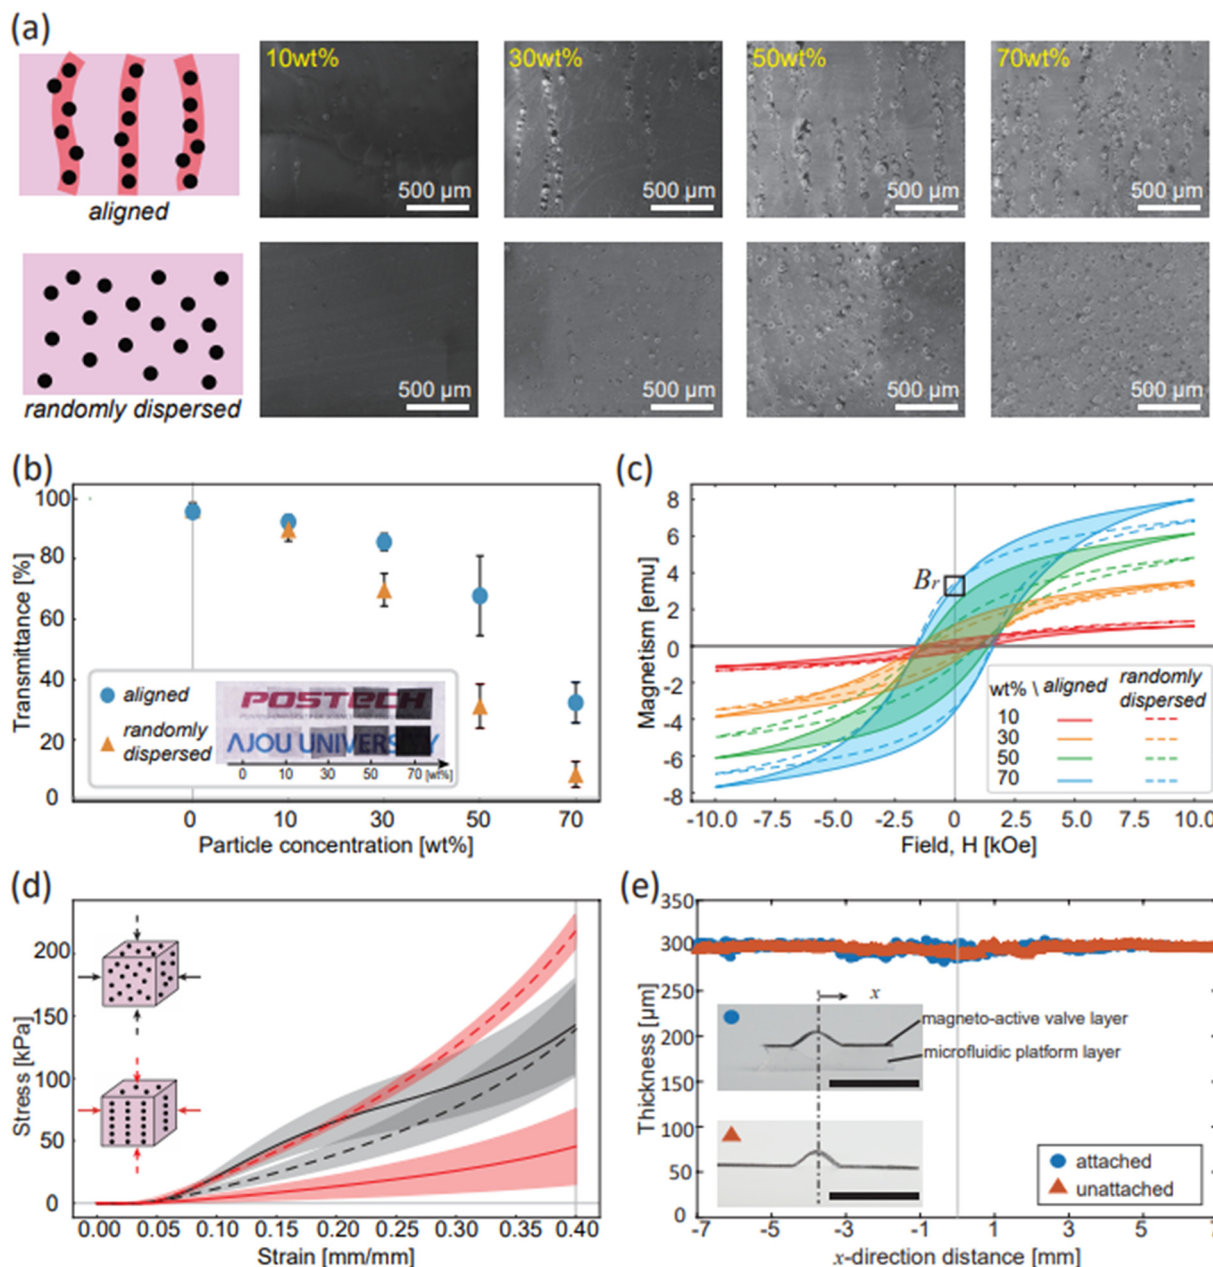 (a)
10wt%
30wt%
50wt%
70wt%
500 µm
500 µm
500 µm
500 µm
aligned
500 µm
500 µm
500 µm
500 µm
randomly dispersed
(b)
Transmittance [%]
100
80
60
40
20
0
aligned
randomly
dispersed
POSTECH
AJOU UNIVERSITY
0 10 30 50 70 [wt%]
0 10 30 50 70
Particle concentration [wt%]
(c)
Magnetism [emu]
8
6
4
2
0
-2
-4
-6
-8
Br
wt% \ aligned randomly dispersed
10
30
50
70
-10.0 -7.5 -5.0 -2.5 0 2.5 5.0 7.5 10.0
Field, H [kOe]
(d)
Stress [kPa]
200
150
100
50
0
0.00 0.05 0.10 0.15 0.20 0.25 0.30 0.35 0.40
Strain [mm/mm]
(e)
Thickness [µm]
350
300
250
200
150
100
50
0
x
magneto-active valve layer
microfluidic platform layer
attached
unattached
-7 -5 -3 -1 1 3 5 7
x-direction distance [mm]